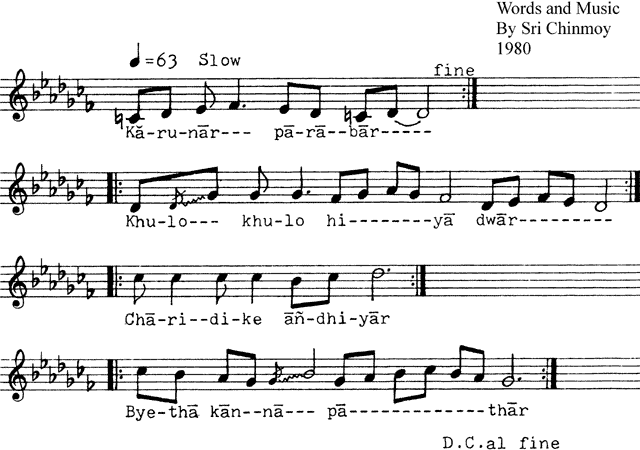 Words and Music
By Sri Chinmoy
1980
♩=63 Slow
fine
Kă-ru-nār--- pā-rā--bār-----
Khu-lo--- khu-lo hi--------yā dwār---------
Chā-ri--di-ke āñ-dhi-yār
Bye-thā kān--nā--- pā-------------thār
D.C.al fine